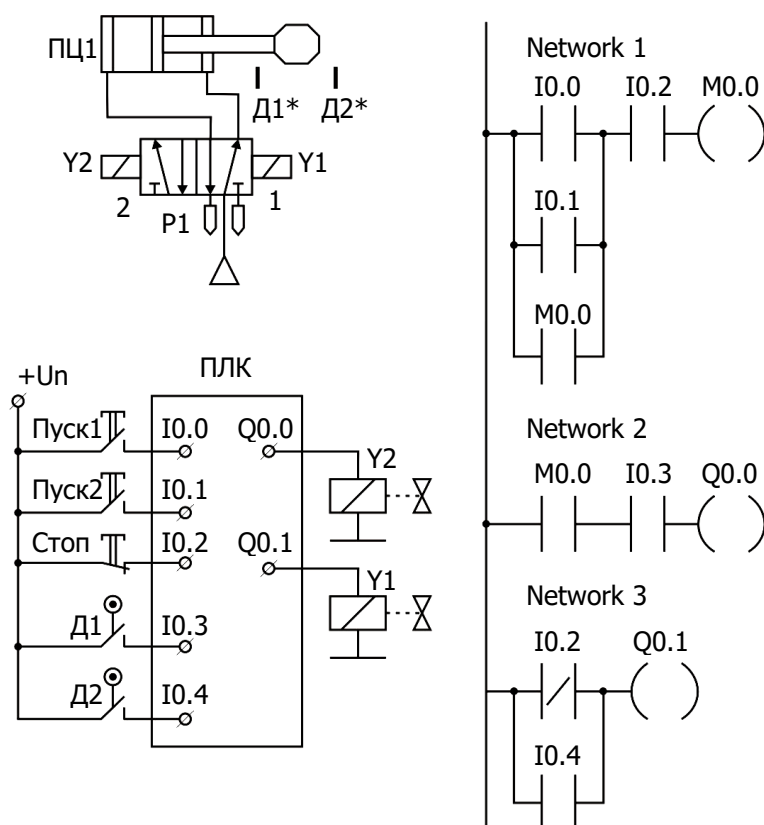 ПЦ1
Д1* Д2*
Y2 Y1
2 P1 1
+Un
ПЛК
Пуск1 I0.0 Q0.0
Y2
Пуск2 I0.1
Стоп I0.2 Q0.1
Y1
Д1 I0.3
Д2 I0.4
Network 1
I0.0 I0.2 M0.0
I0.1
M0.0
Network 2
M0.0 I0.3 Q0.0
Network 3
I0.2 Q0.1
I0.4